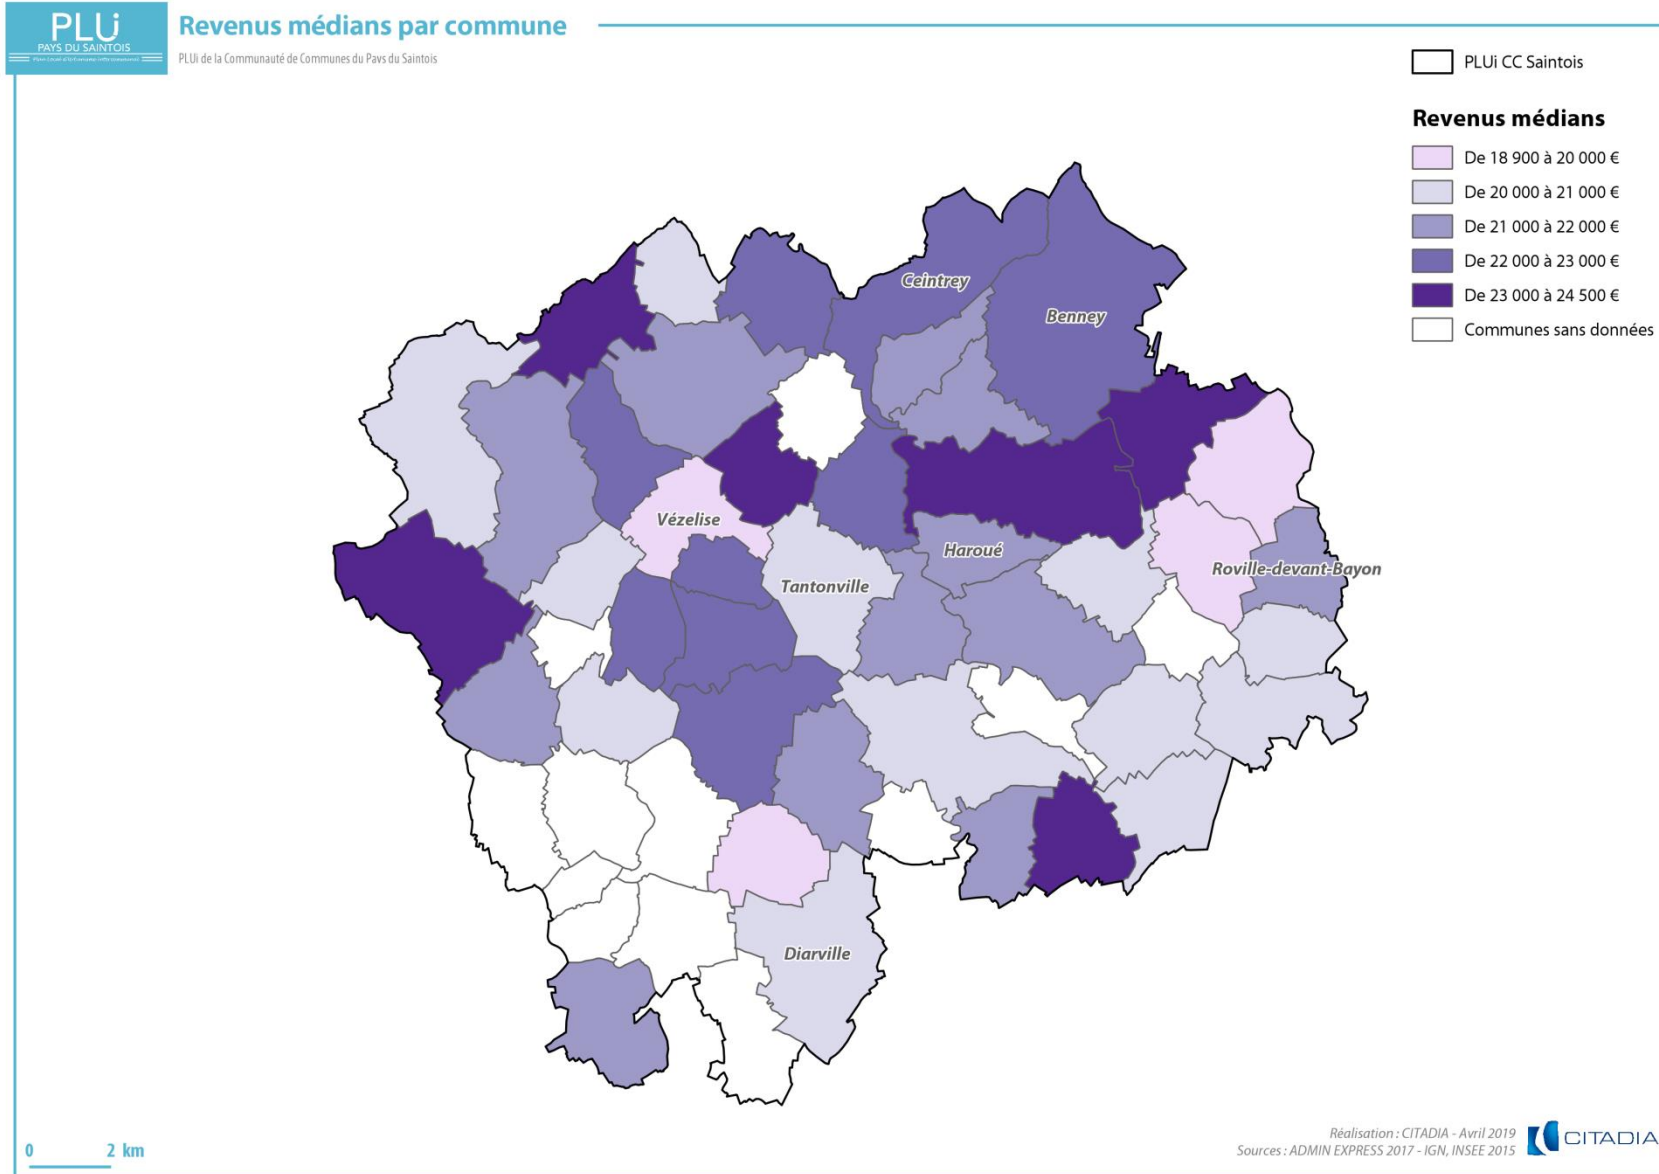 PLUi
PAYS DU SAINTOIS
Revenus médians par commune
PLUi de la Communauté de Communes du Pays du Saintois
PLUi CC Saintois
Revenus médians
De 18 900 à 20 000 €
De 20 000 à 21 000 €
De 21 000 à 22 000 €
De 22 000 à 23 000 €
De 23 000 à 24 500 €
Communes sans données
Ceintrey
Benney
Vézelise
Haroué
Roville-devant-Bayon
Tantonville
Diarville
0 2 km
Réalisation : CITADIA - Avril 2019
Sources : ADMIN EXPRESS 2017 - IGN, INSEE 2015
CITADIA